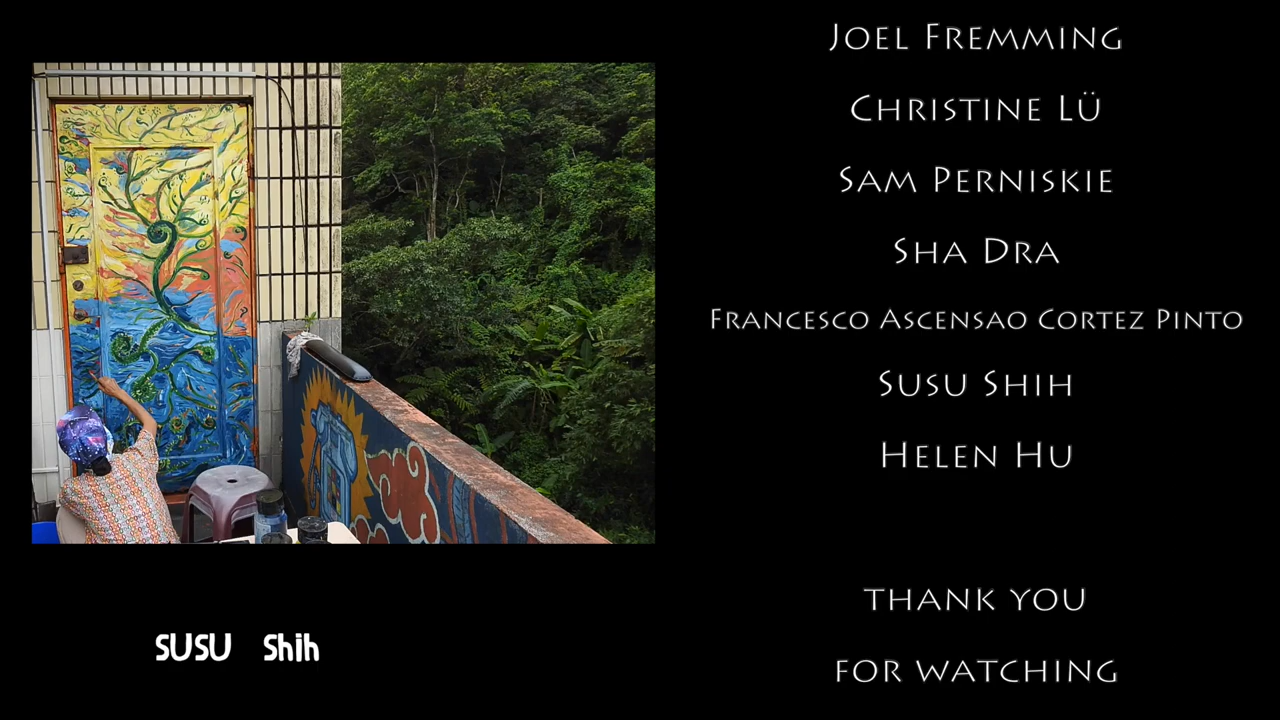 JOEL FREMMING
CHRISTINE LÜ
SAM PERNISKIE
SHA DRA
FRANCESCO ASCENSAO CORTEZ PINTO
SUSU SHIH
HELEN HU
THANK YOU
FOR WATCHING
SUSU Shih